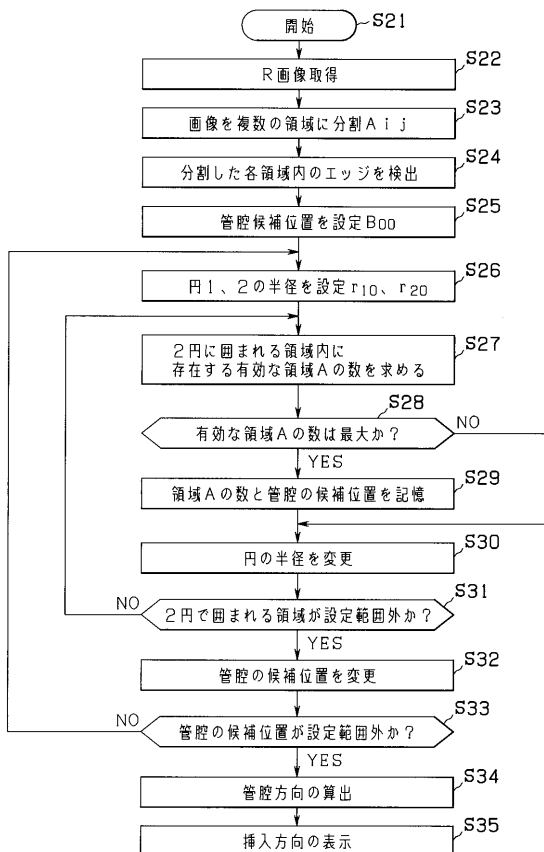 開始
S21
R画像取得
S22
画像を複数の領域に分割Aij
S23
分割した各領域内のエッジを検出
S24
管腔候補位置を設定B00
S25
円1、2の半径を設定r10、r20
S26
2円に囲まれる領域内に
存在する有効な領域Aの数を求める
S27
有効な領域Aの数は最大か？
S28
NO
YES
領域Aの数と管腔の候補位置を記憶
S29
円の半径を変更
S30
2円で囲まれる領域が設定範囲外か？
S31
NO
YES
管腔の候補位置を変更
S32
管腔の候補位置が設定範囲外か？
S33
NO
YES
管腔方向の算出
S34
挿入方向の表示
S35